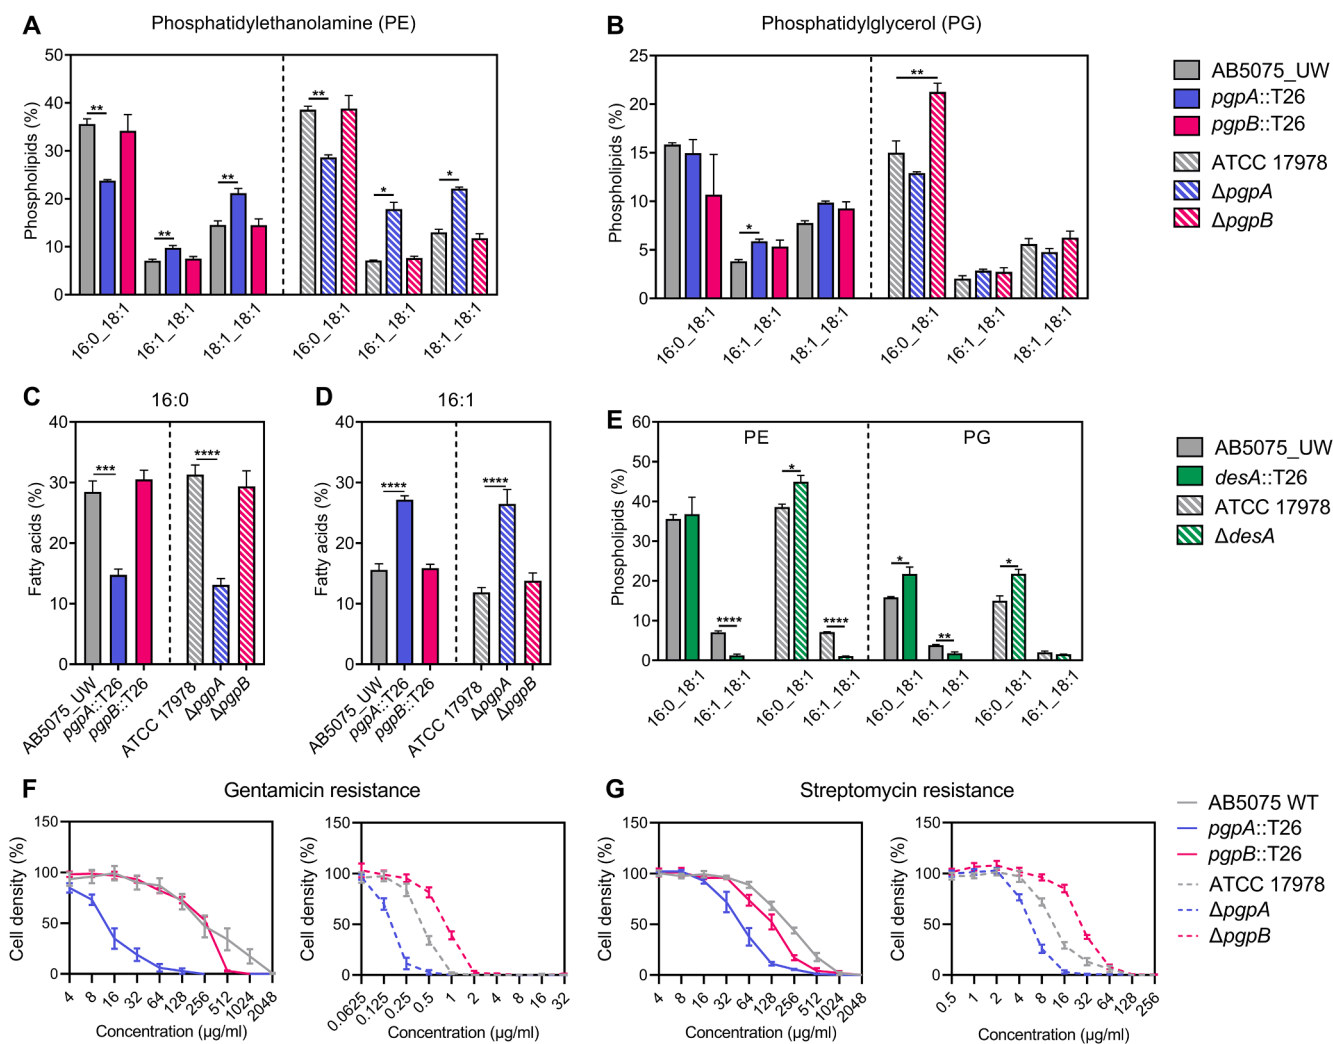 A
Phosphatidylethanolamine (PE)
Phospholipids (%)
50
40
30
20
10
0
** ** **
** * *
16:0_18:1 16:1_18:1 18:1_18:1 16:0_18:1 16:1_18:1 18:1_18:1
B
Phosphatidylglycerol (PG)
Phospholipids (%)
25
20
15
10
5
0
* **
16:0_18:1 16:1_18:1 18:1_18:1 16:0_18:1 16:1_18:1 18:1_18:1
AB5075_UW
pgpA::T26
pgpB::T26
ATCC 17978
ΔpgpA
ΔpgpB
C
16:0
Fatty acids (%)
40
30
20
10
0
*** ****
AB5075_UW pgpA::T26 pgpB::T26 ATCC 17978 ΔpgpA ΔpgpB
D
16:1
Fatty acids (%)
40
30
20
10
0
**** ****
AB5075_UW pgpA::T26 pgpB::T26 ATCC 17978 ΔpgpA ΔpgpB
E
PE PG
Phospholipids (%)
60
50
40
30
20
10
0
**** * **** * ** *
16:0_18:1 16:1_18:1 16:0_18:1 16:1_18:1 16:0_18:1 16:1_18:1 16:0_18:1 16:1_18:1
AB5075_UW
desA::T26
ATCC 17978
ΔdesA
F
Gentamicin resistance
Cell density (%)
150
100
50
0
4 8 16 32 64 128 256 512 1024 2048
Concentration (μg/ml)
Cell density (%)
150
100
50
0
0.0625 0.125 0.25 0.5 1 2 4 8 16 32
Concentration (μg/ml)
G
Streptomycin resistance
Cell density (%)
150
100
50
0
4 8 16 32 64 128 256 512 1024 2048
Concentration (μg/ml)
Cell density (%)
150
100
50
0
0.5 1 2 4 8 16 32 64 128 256
Concentration (μg/ml)
AB5075 WT
pgpA::T26
pgpB::T26
ATCC 17978
ΔpgpA
ΔpgpB